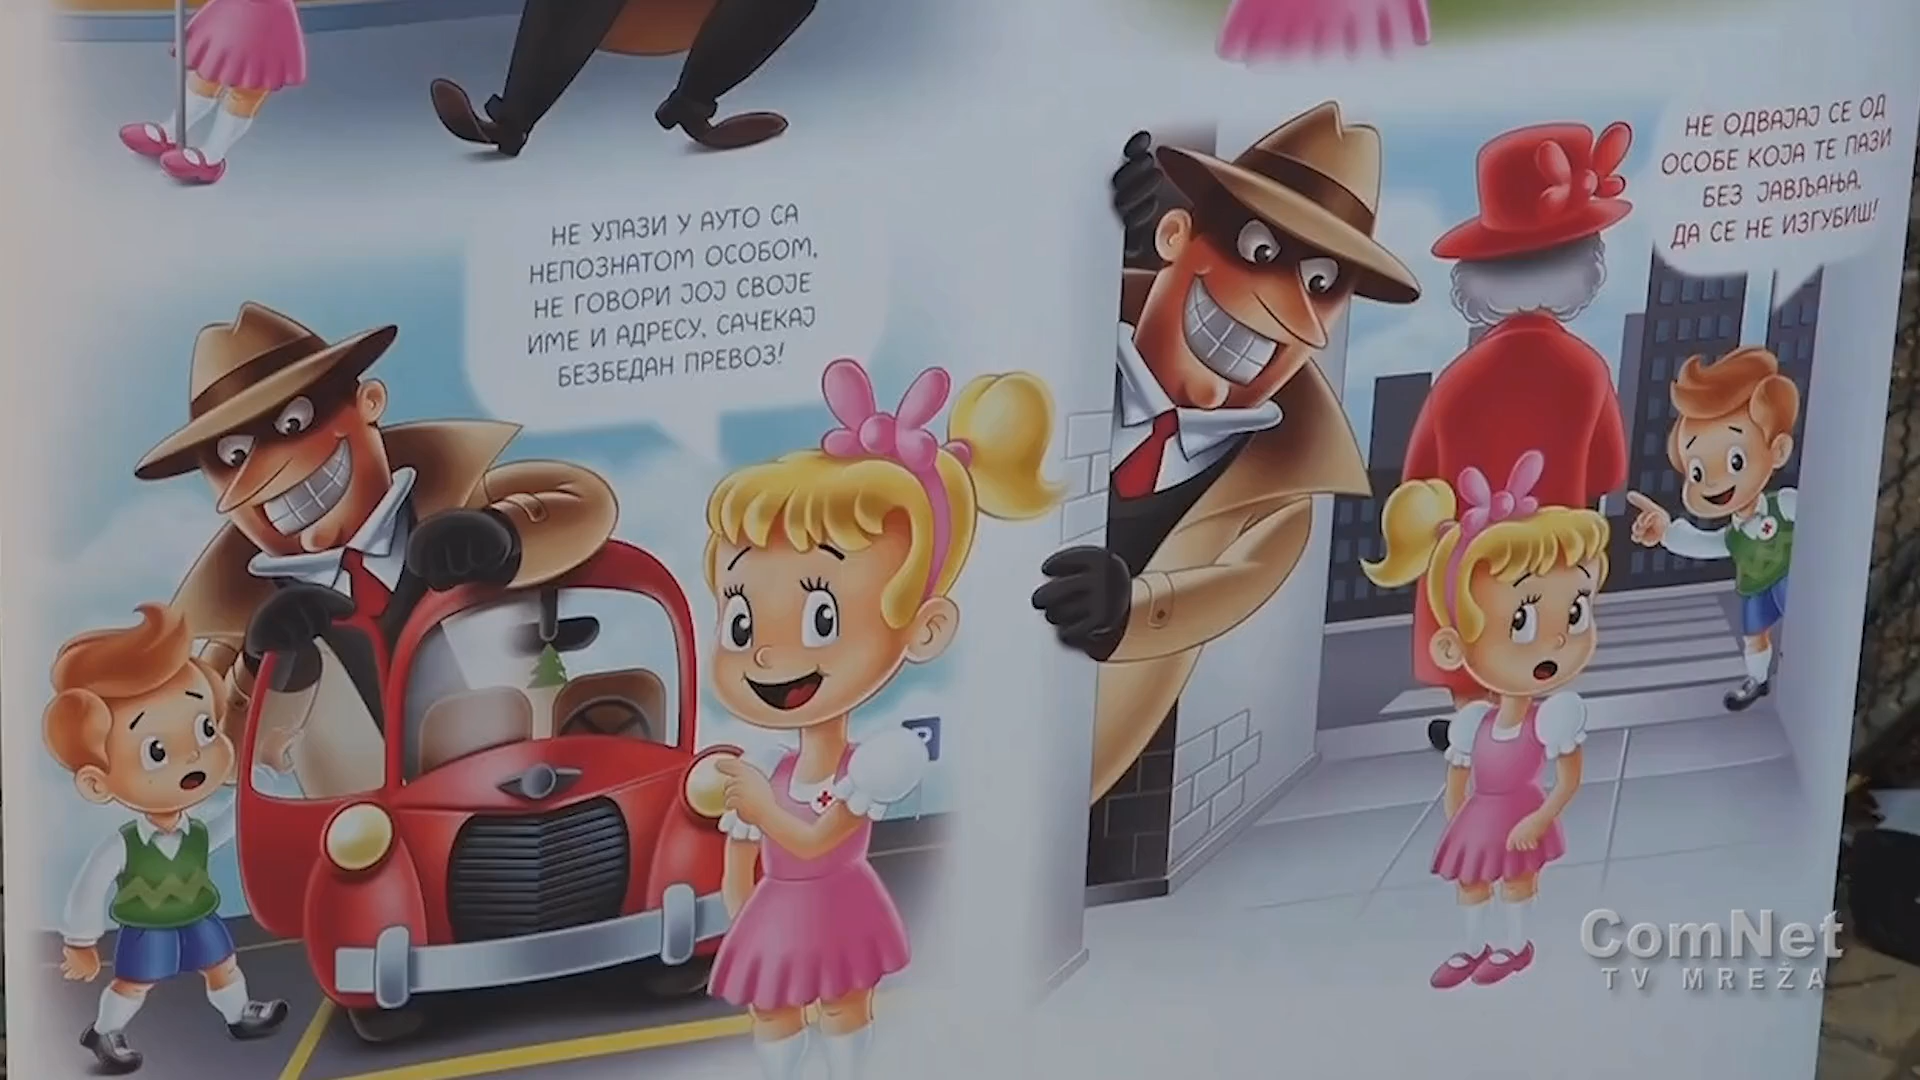 НЕ УЛАЗИ У АУТО СА
НЕПОЗНАТОМ ОСОБОМ,
НЕ ГОВОРИ ЈОЈ СВОЈЕ
ИМЕ И АДРЕСУ, САЧЕКАЈ
БЕЗБЕДАН ПРЕВОЗ!
НЕ ОДВАЈАЈ СЕ ОД
ОСОБЕ КОЈА ТЕ ПАЗИ
БЕЗ ЈАВЉАЊА,
ДА СЕ НЕ ИЗГУБИШ!
ComNet
TV MREŽA